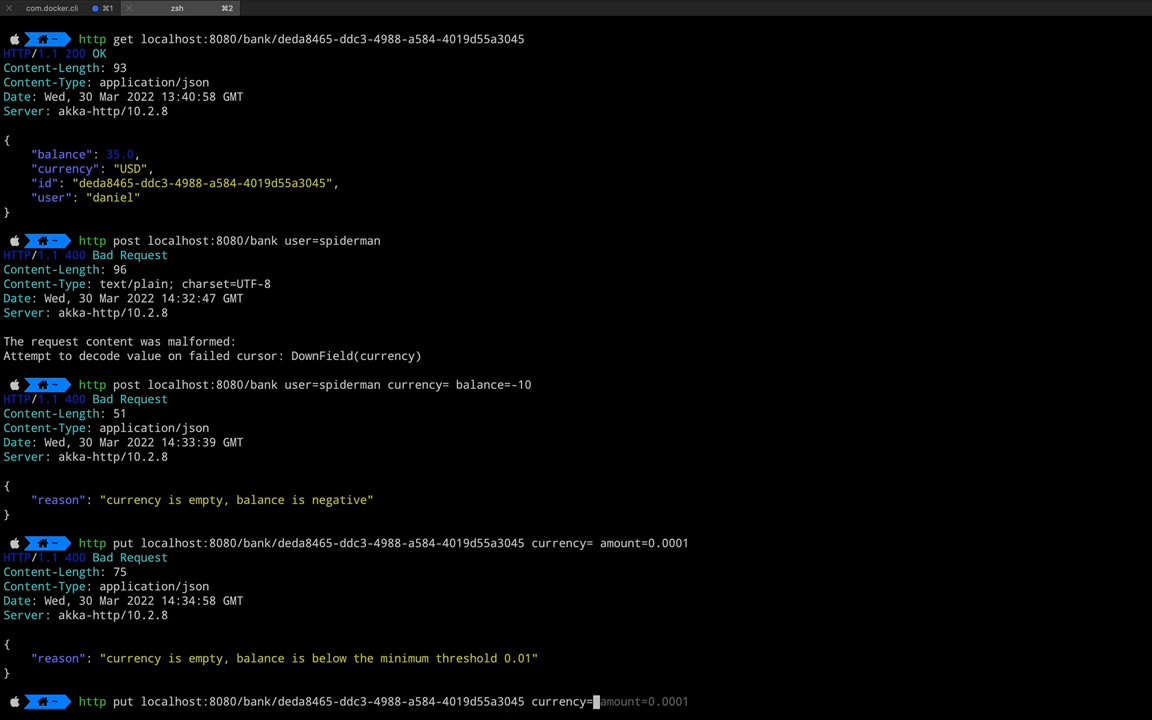 com.docker.cli ⌘1 zsh ⌘2
~ http get localhost:8080/bank/deda8465-ddc3-4988-a584-4019d55a3045
HTTP/1.1 200 OK
Content-Length: 93
Content-Type: application/json
Date: Wed, 30 Mar 2022 13:40:58 GMT
Server: akka-http/10.2.8
{
    "balance": 35.0,
    "currency": "USD",
    "id": "deda8465-ddc3-4988-a584-4019d55a3045",
    "user": "daniel"
}
~ http post localhost:8080/bank user=spiderman
HTTP/1.1 400 Bad Request
Content-Length: 96
Content-Type: text/plain; charset=UTF-8
Date: Wed, 30 Mar 2022 14:32:47 GMT
Server: akka-http/10.2.8
The request content was malformed:
Attempt to decode value on failed cursor: DownField(currency)
~ http post localhost:8080/bank user=spiderman currency= balance=-10
HTTP/1.1 400 Bad Request
Content-Length: 51
Content-Type: application/json
Date: Wed, 30 Mar 2022 14:33:39 GMT
Server: akka-http/10.2.8
{
    "reason": "currency is empty, balance is negative"
}
~ http put localhost:8080/bank/deda8465-ddc3-4988-a584-4019d55a3045 currency= amount=0.0001
HTTP/1.1 400 Bad Request
Content-Length: 75
Content-Type: application/json
Date: Wed, 30 Mar 2022 14:34:58 GMT
Server: akka-http/10.2.8
{
    "reason": "currency is empty, balance is below the minimum threshold 0.01"
}
~ http put localhost:8080/bank/deda8465-ddc3-4988-a584-4019d55a3045 currency= amount=0.0001